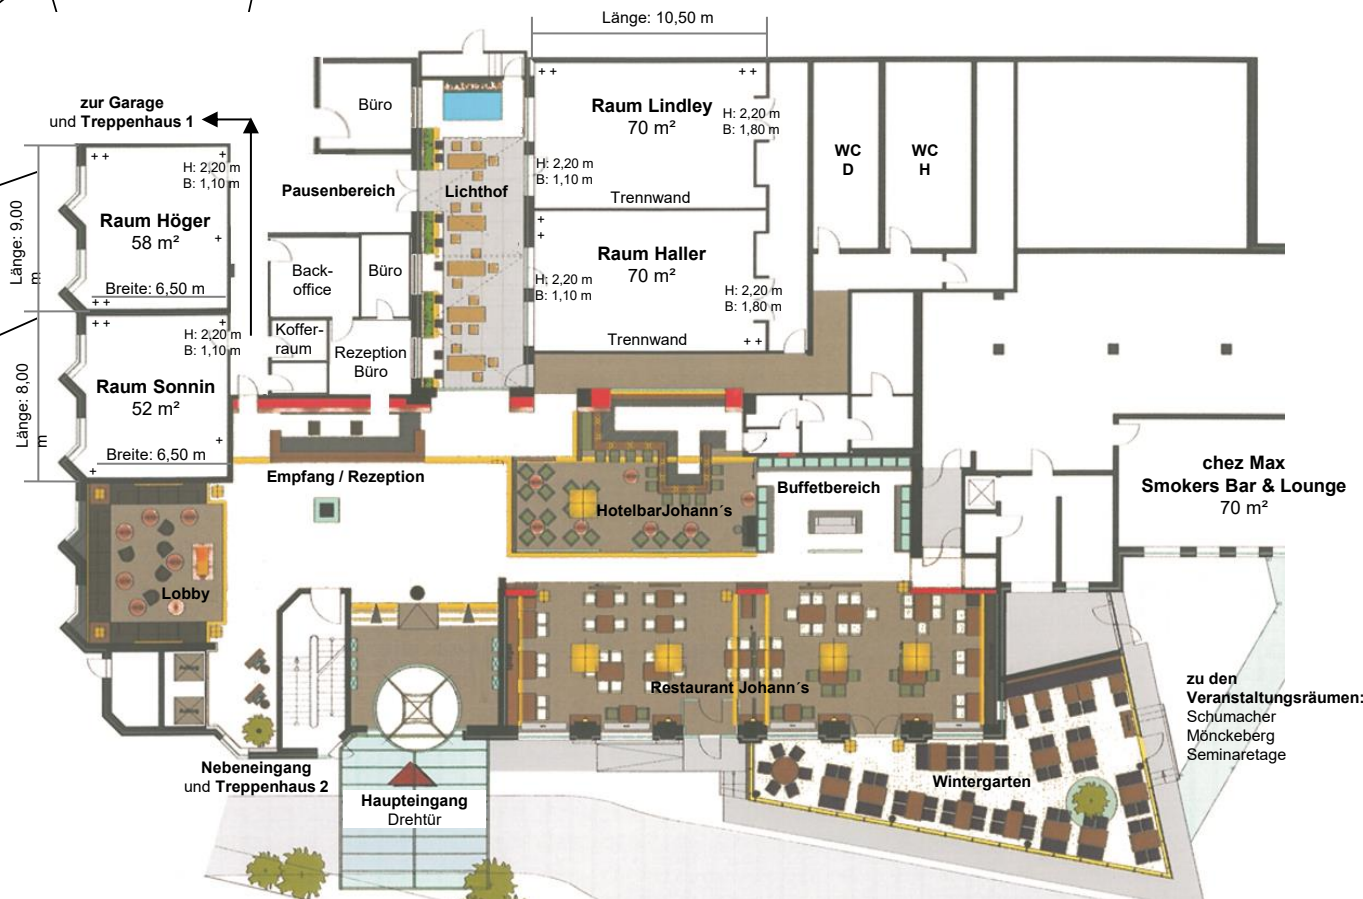 Länge: 10,50 m
zur Garage
und Treppenhaus 1
Büro
+ +
+ +
Raum Lindley
70 m²
H: 2,20 m
B: 1,80 m
H: 2,20 m
B: 1,10 m
Trennwand
WC
D
WC
H
+ +
+
H: 2,20 m
B: 1,10 m
Länge: 9,00
m
Raum Höger
58 m²
+
Breite: 6,50 m
+ +
Pausenbereich
Lichthof
+
+
Raum Haller
70 m²
H: 2,20 m
B: 1,10 m
H: 2,20 m
B: 1,80 m
Trennwand
+ +
Back-
office
Büro
Koffer-
raum
Rezeption
Büro
+ +
+
H: 2,20 m
B: 1,10 m
Länge: 8,00
m
Raum Sonnin
52 m²
+
Breite: 6,50 m
+
Empfang / Rezeption
HotelbarJohann´s
Buffetbereich
chez Max
Smokers Bar & Lounge
70 m²
Lobby
Restaurant Johann´s
zu den
Veranstaltungsräumen:
Schumacher
Mönckeberg
Seminaretage
Nebeneingang
und Treppenhaus 2
Haupteingang
Drehtür
Wintergarten